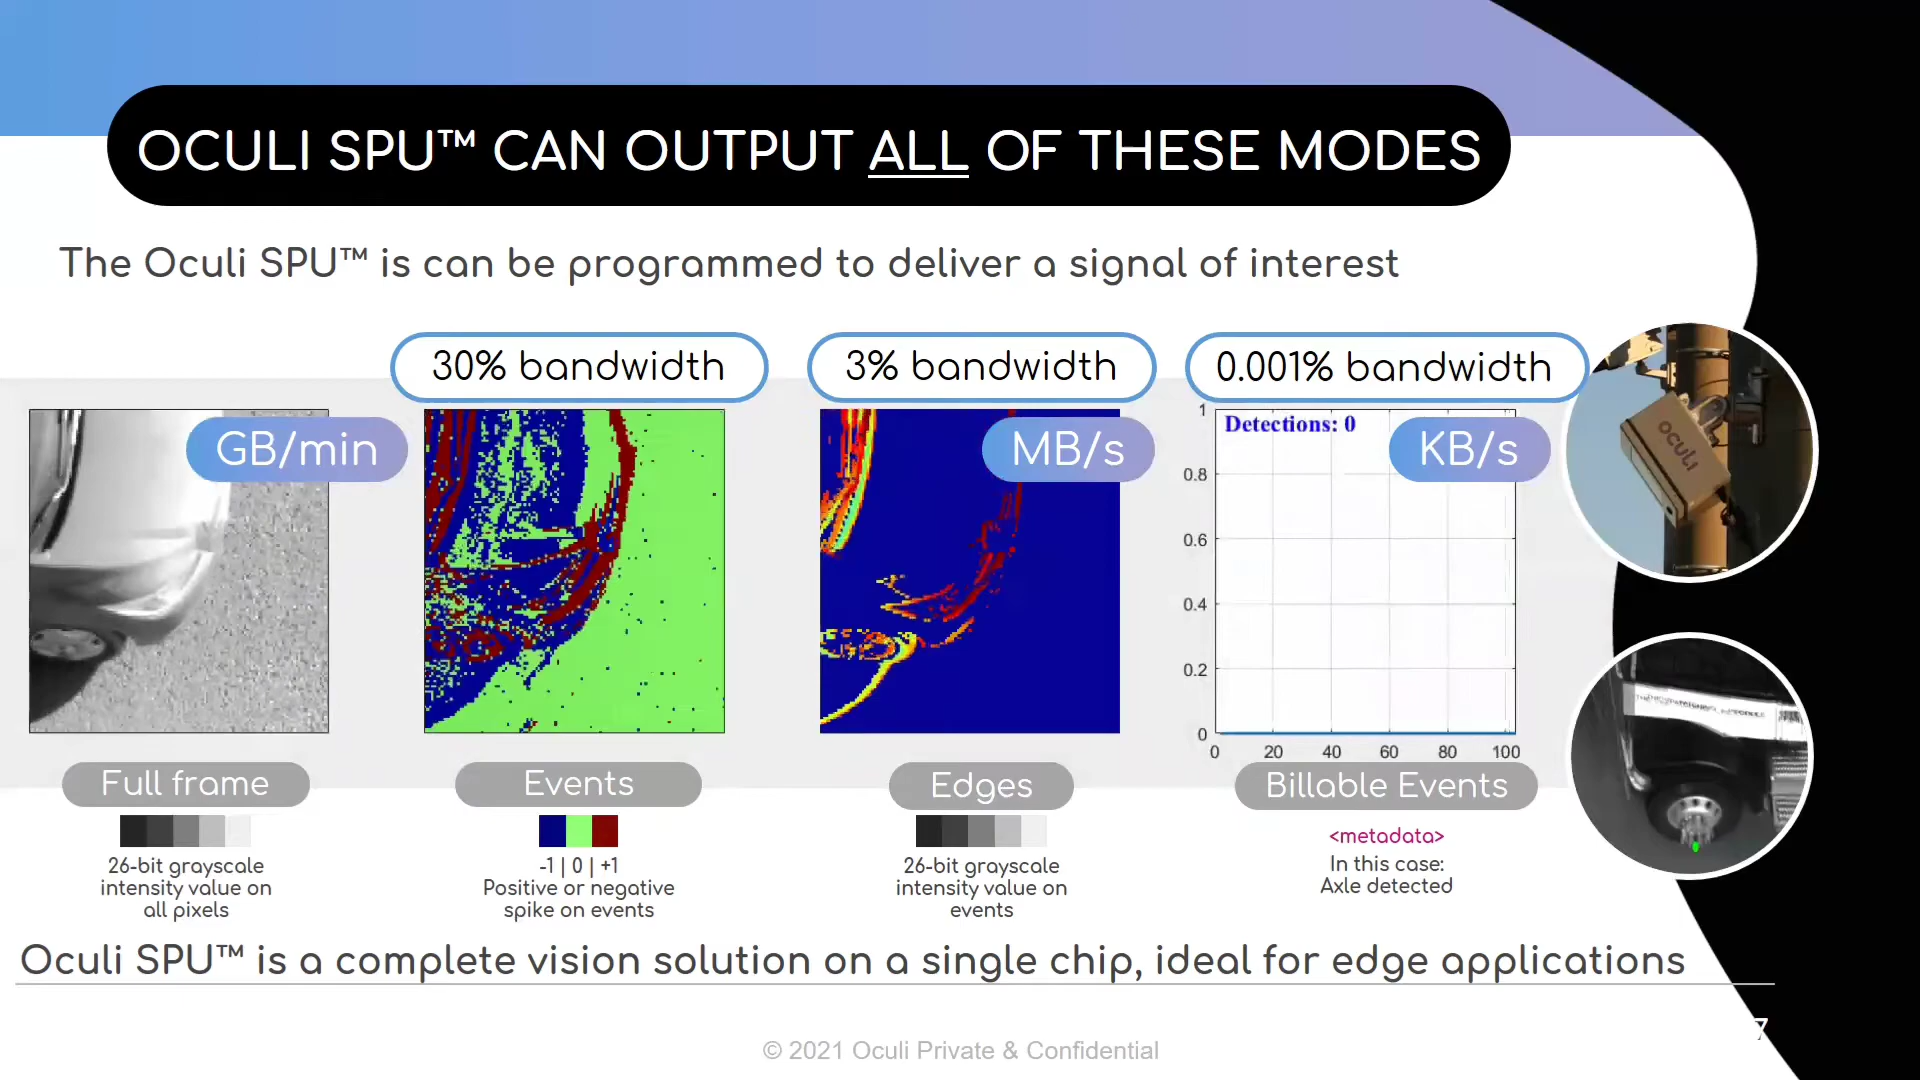 OCULI SPU™ CAN OUTPUT ALL OF THESE MODES
The Oculi SPU™ is can be programmed to deliver a signal of interest
30% bandwidth
3% bandwidth
0.001% bandwidth
GB/min
MB/s
KB/s
Detections: 0
1
0.8
0.6
0.4
0.2
0
0 20 40 60 80 100
oculi
Full frame
26-bit grayscale
intensity value on
all pixels
Events
-1 | 0 | +1
Positive or negative
spike on events
Edges
26-bit grayscale
intensity value on
events
Billable Events
<metadata>
In this case:
Axle detected
Oculi SPU™ is a complete vision solution on a single chip, ideal for edge applications
© 2021 Oculi Private & Confidential
7